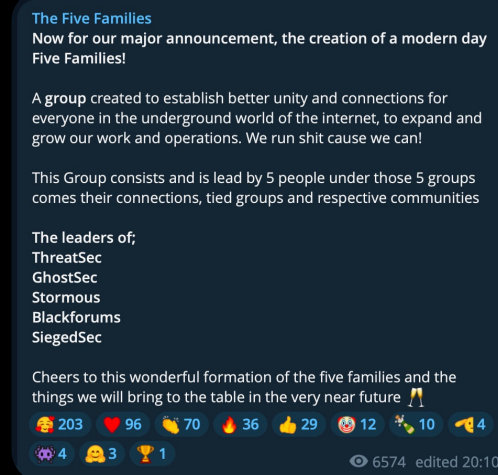 The Five Families
Now for our major announcement, the creation of a modern day
Five Families!
A group created to establish better unity and connections for
everyone in the underground world of the internet, to expand and
grow our work and operations. We run shit cause we can!
This Group consists and is lead by 5 people under those 5 groups
comes their connections, tied groups and respective communities
The leaders of;
ThreatSec
GhostSec
Stormous
Blackforums
SiegedSec
Cheers to this wonderful formation of the five families and the
things we will bring to the table in the very near future 🥂
🥰 203 ❤️ 96 👏 70 🔥 36 👍 29 🤡 12 🍾 10 🫡 4
👾 4 🤗 3 🏆 1 6574 edited 20:10